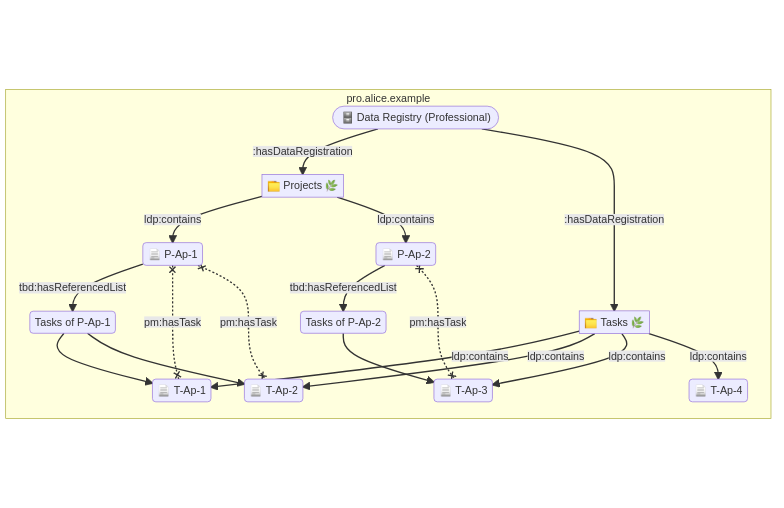 pro.alice.example
Data Registry (Professional)
:hasDataRegistration
Projects
ldp:contains
ldp:contains
:hasDataRegistration
P-Ap-1
P-Ap-2
tbd:hasReferencedList
tbd:hasReferencedList
Tasks of P-Ap-1
pm:hasTask
pm:hasTask
Tasks of P-Ap-2
pm:hasTask
Tasks
ldp:contains
ldp:contains
ldp:contains
ldp:contains
T-Ap-1
T-Ap-2
T-Ap-3
T-Ap-4